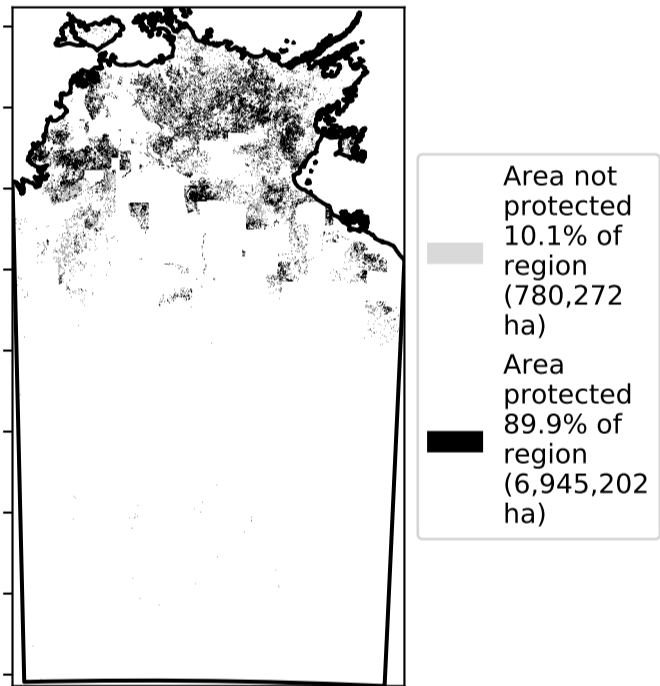 Area not
protected
10.1% of
region
(780,272
ha)
Area
protected
89.9% of
region
(6,945,202
ha)